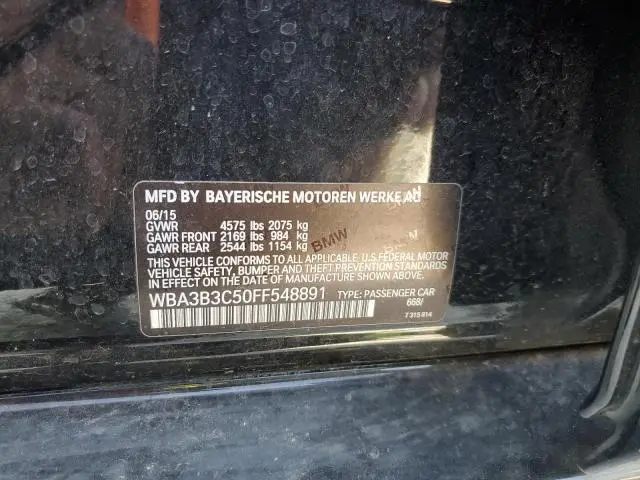 MFD BY BAYERISCHE MOTOREN WERKE AG
06/15
GVWR 4575 lbs 2075 kg
GAWR FRONT 2169 lbs 984 kg
GAWR REAR 2544 lbs 1154 kg
BMW
THIS VEHICLE CONFORMS TO ALL APPLICABLE U.S. FEDERAL MOTOR
VEHICLE SAFETY, BUMPER AND THEFT PREVENTION STANDARDS
IN EFFECT ON THE DATE OF MANUFACTURE SHOWN ABOVE.
WBA3B3C50FF548891 TYPE: PASSENGER CAR
668/
7 315 814